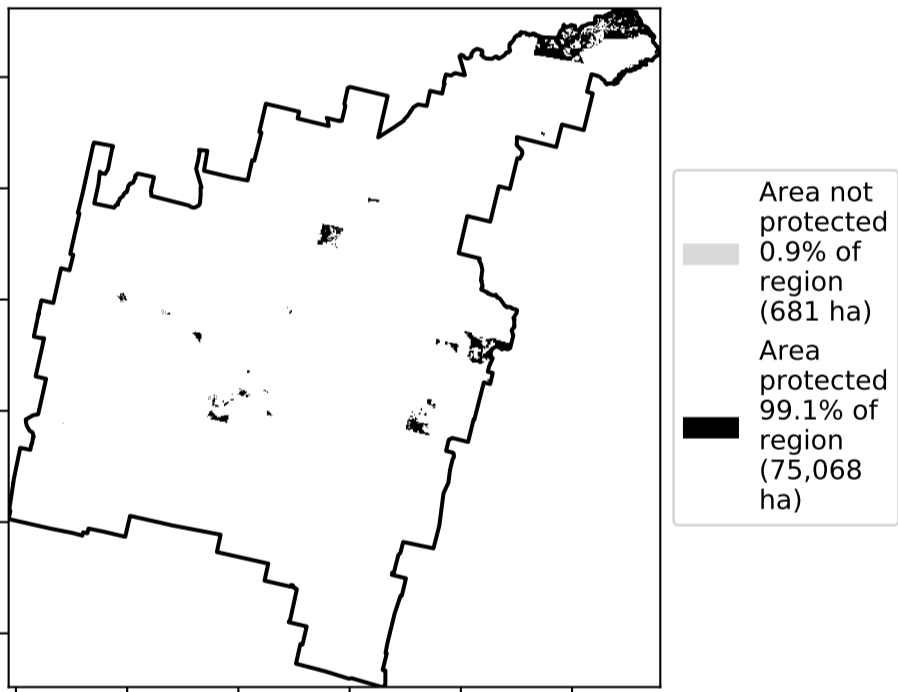 Area not
protected
0.9% of
region
(681 ha)
Area
protected
99.1% of
region
(75,068
ha)